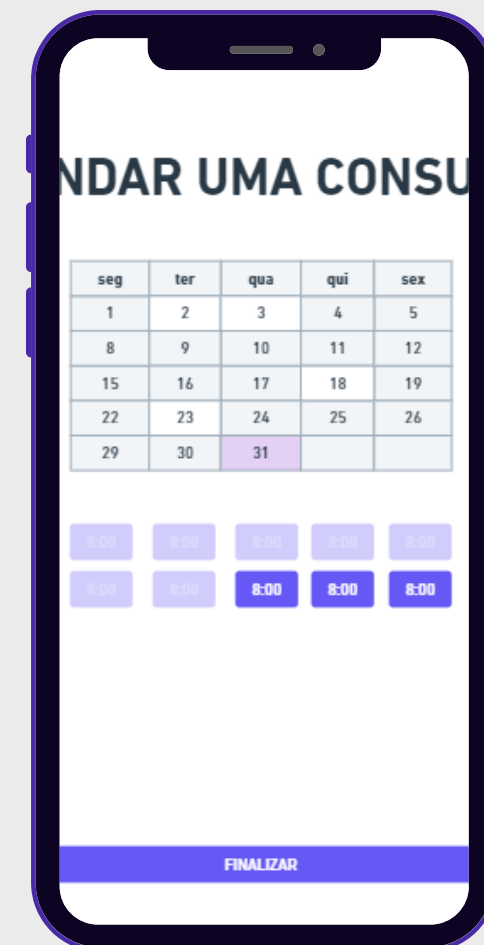 NDAR UMA CONSU
seg ter qua qui sex
1 2 3 4 5
8 9 10 11 12
15 16 17 18 19
22 23 24 25 26
29 30 31
8:00 8:00 8:00 8:00 8:00
8:00 8:00 8:00 8:00 8:00
FINALIZAR